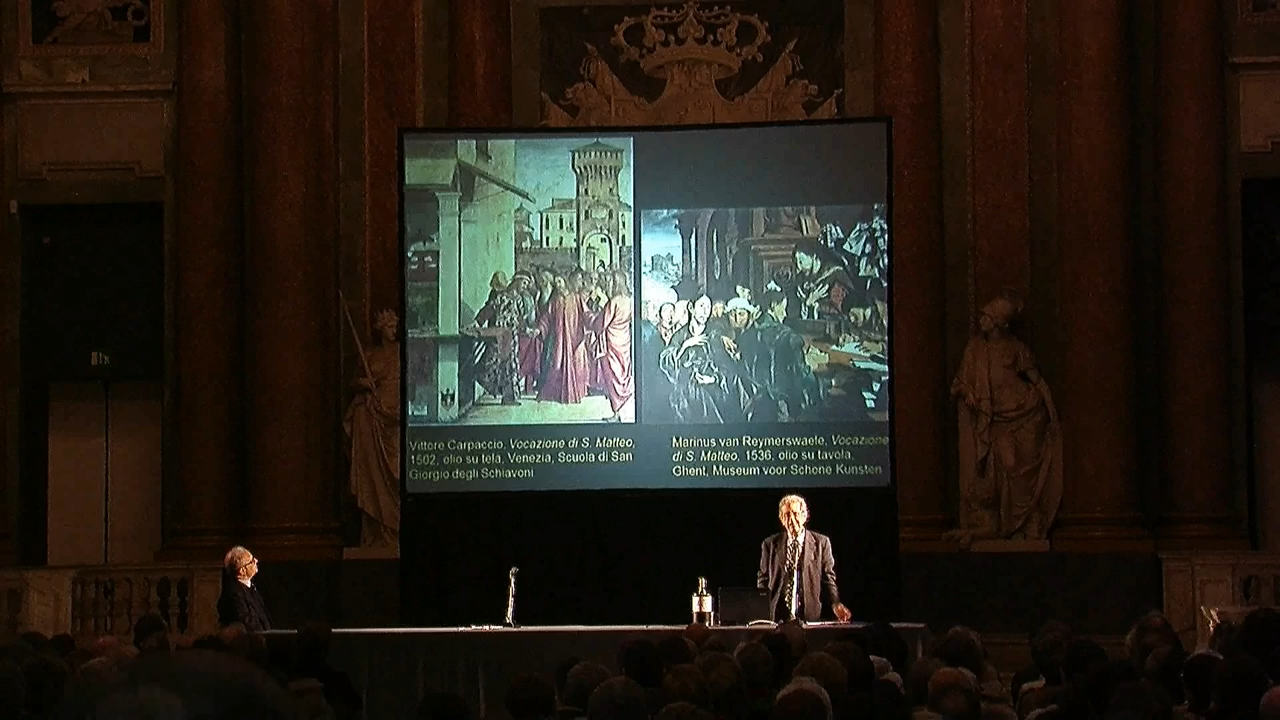 Vittore Carpaccio, Vocazione di S. Matteo,
1502, olio su tela, Venezia, Scuola di San
Giorgio degli Schiavoni
Marinus van Reymerswaele, Vocazione
di S. Matteo, 1536, olio su tavola,
Ghent, Museum voor Schone Kunsten